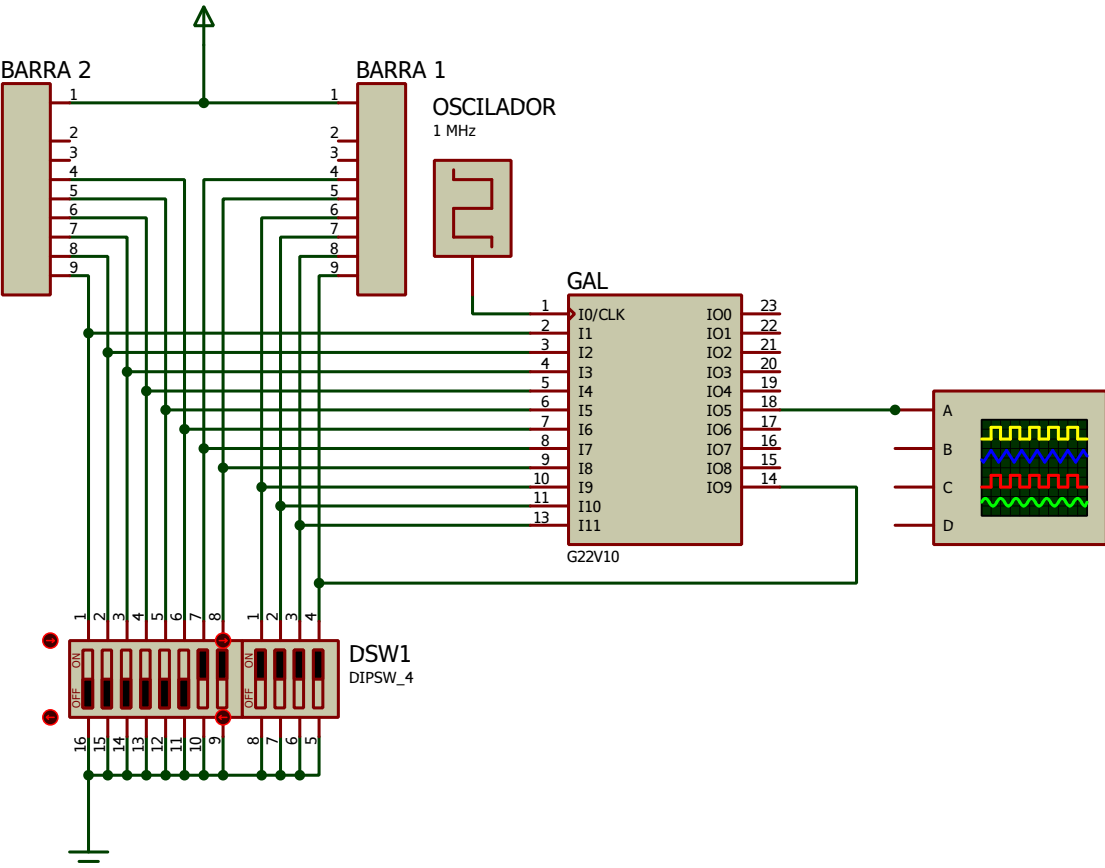 BARRA 2
BARRA 1
1
2
3
4
5
6
7
8
9
1
2
3
4
5
6
7
8
9
OSCILADOR
1 MHz
GAL
1 I0/CLK IO0 23
2 I1 IO1 22
3 I2 IO2 21
4 I3 IO3 20
5 I4 IO4 19
6 I5 IO5 18
7 I6 IO6 17
8 I7 IO7 16
9 I8 IO8 15
10 I9 IO9 14
11 I10
13 I11
G22V10
A
B
C
D
1 2 3 4 5 6 7 8 1 2 3 4
ON
OFF
ON
OFF
16 15 14 13 12 11 10 9 8 7 6 5
DSW1
DIPSW_4